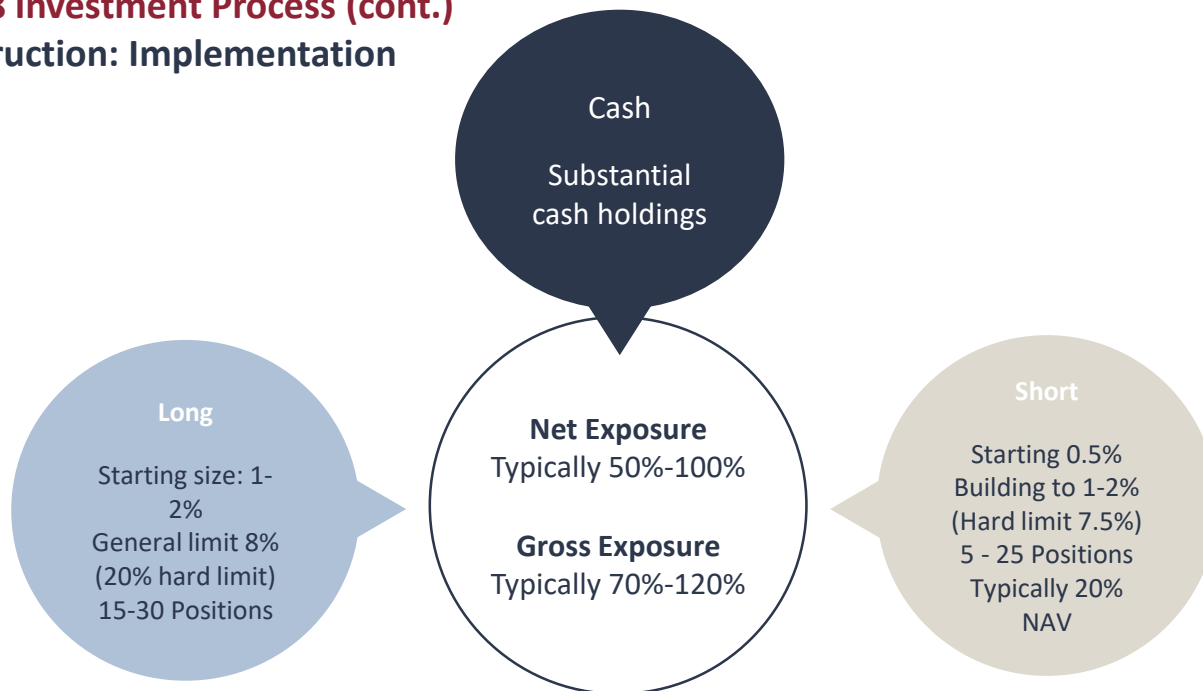 Investment Process (cont.)
ruction: Implementation
Cash
Substantial
cash holdings
Long
Starting size: 1-
2%
General limit 8%
(20% hard limit)
15-30 Positions
Net Exposure
Typically 50%-100%
Gross Exposure
Typically 70%-120%
Short
Starting 0.5%
Building to 1-2%
(Hard limit 7.5%)
5 - 25 Positions
Typically 20%
NAV